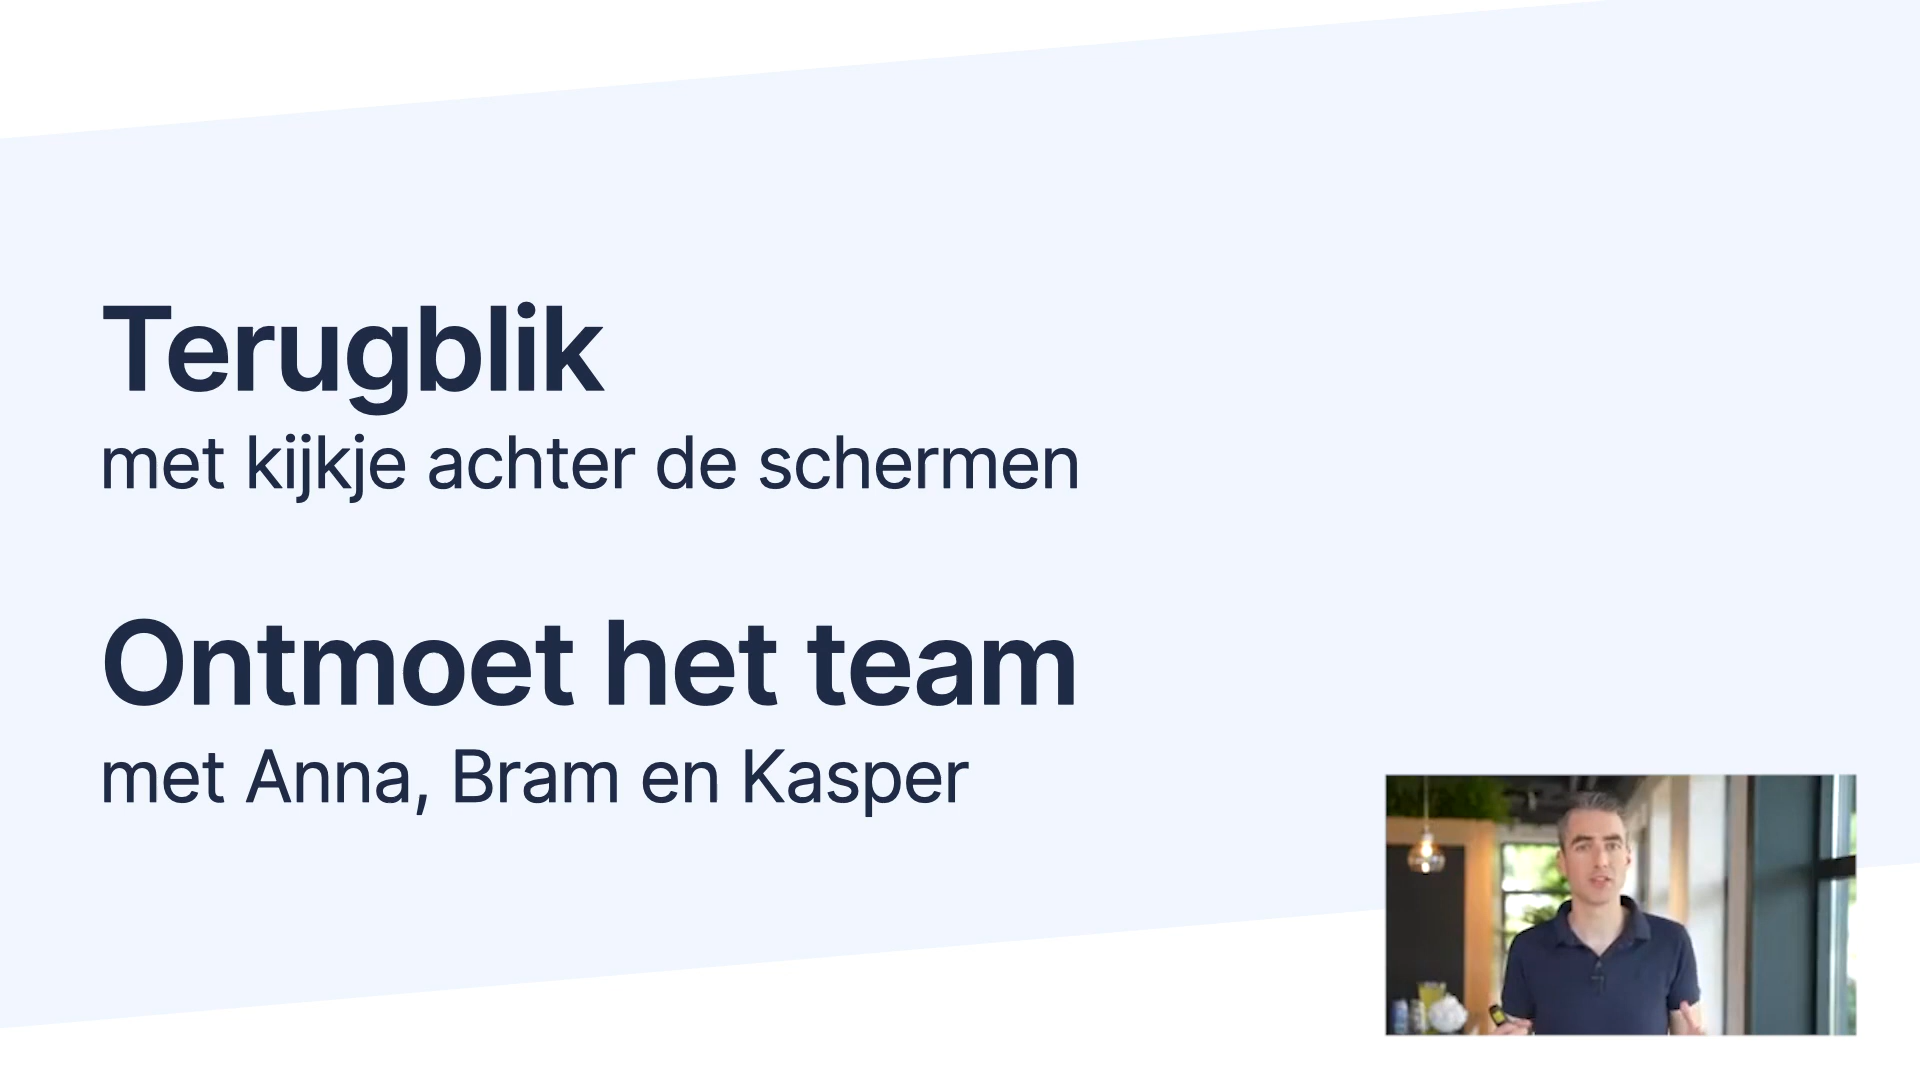 Terugblik
met kijkje achter de schermen
Ontmoet het team
met Anna, Bram en Kasper